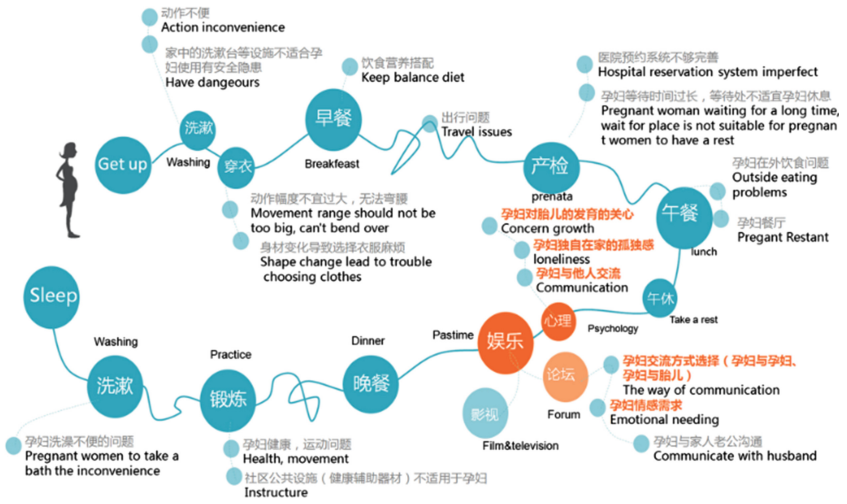 动作不便
Action inconvenience
家中的洗漱台等设施不适合孕
妇使用有安全隐患
Have dangeours
饮食营养搭配
Keep balance diet
医院预约系统不够完善
Hospital reservation system imperfect
孕妇等待时间过长，等待处不适宜孕妇休息
Pregnant woman waiting for a long time,
wait for place is not suitable for pregnan
t women to have a rest
出行问题
Travel issues
Get up
洗漱
Washing
穿衣
早餐
Breakfeast
产检
prenata
动作幅度不宜过大，无法弯腰
Movement range should not be
too big, can't bend over
身材变化导致选择衣服麻烦
Shape change lead to trouble
choosing clothes
孕妇在外饮食问题
Outside eating
problems
孕妇餐厅
Pregant Restant
午餐
lunch
孕妇对胎儿的发育的关心
Concern growth
孕妇独自在家的孤独感
loneliness
孕妇与他人交流
Communication
午休
Take a rest
心理
Psychology
Pastime
娱乐
论坛
Forum
影视
Film&television
孕妇交流方式选择（孕妇与孕妇、
孕妇与胎儿）
The way of communication
孕妇情感需求
Emotional needing
孕妇与家人老公沟通
Communicate with husband
Dinner
晚餐
Practice
锻炼
孕妇健康，运动问题
Health, movement
社区公共设施（健康辅助器材）不适用于孕妇
Instructure
Sleep
Washing
洗漱
孕妇洗澡不便的问题
Pregnant women to take a
bath the inconvenience